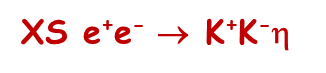 XS e⁺e⁻ → K⁺K⁻η